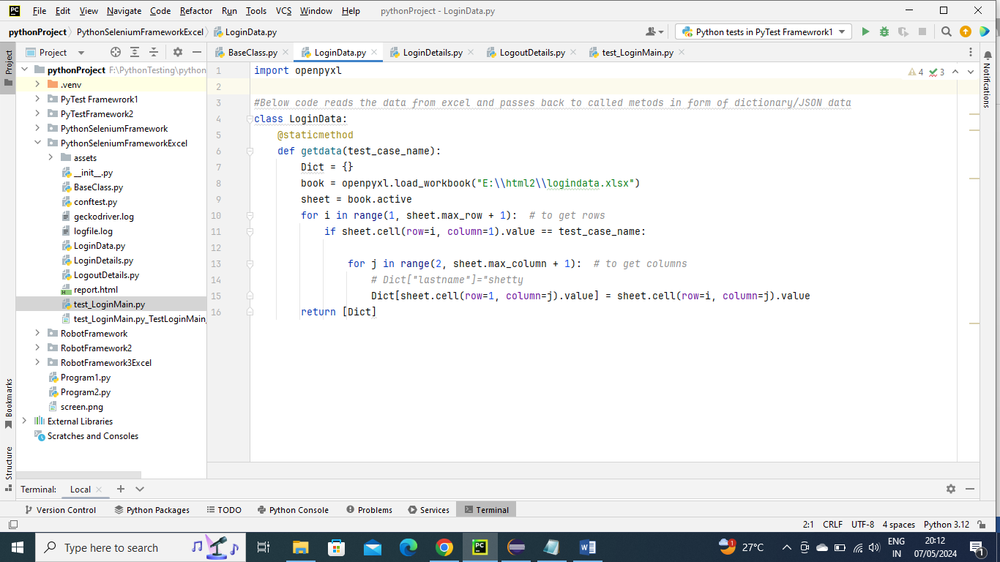 PC File Edit View Navigate Code Refactor Run Tools VCS Window Help pythonProject - LoginData.py
pythonProject PythonSeleniumFrameworkExcel LoginData.py Python tests in PyTest Framewrork1
Project BaseClass.py LoginData.py LoginDetails.py LogoutDetails.py test_LoginMain.py
Project
Bookmarks
Structure
Notifications
pythonProject F:\PythonTesting\python
.venv
PyTest Framewrork1
PyTestFramework2
PythonSeleniumFramework
PythonSeleniumFrameworkExcel
assets
__init__.py
BaseClass.py
conftest.py
geckodriver.log
logfile.log
LoginData.py
LoginDetails.py
LogoutDetails.py
report.html
test_LoginMain.py
test_LoginMain.py_TestLoginMain_
RobotFramework
RobotFramework2
RobotFramework3Excel
Program1.py
Program2.py
screen.png
External Libraries
Scratches and Consoles
4 3
1 import openpyxl
2
3 #Below code reads the data from excel and passes back to called metods in form of dictionary/JSON data
4 class LoginData:
5 @staticmethod
6 def getdata(test_case_name):
7 Dict = {}
8 book = openpyxl.load_workbook("E:\\html2\\logindata.xlsx")
9 sheet = book.active
10 for i in range(1, sheet.max_row + 1): # to get rows
11 if sheet.cell(row=i, column=1).value == test_case_name:
12
13 for j in range(2, sheet.max_column + 1): # to get columns
14 # Dict["lastname"]="shetty
15 Dict[sheet.cell(row=1, column=j).value] = sheet.cell(row=i, column=j).value
16 return [Dict]
Terminal: Local
Version Control Python Packages TODO Python Console Problems Services Terminal
2:1 CRLF UTF-8 4 spaces Python 3.12
Type here to search
PC
27°C
ENG
IN
20:12
07/05/2024
1